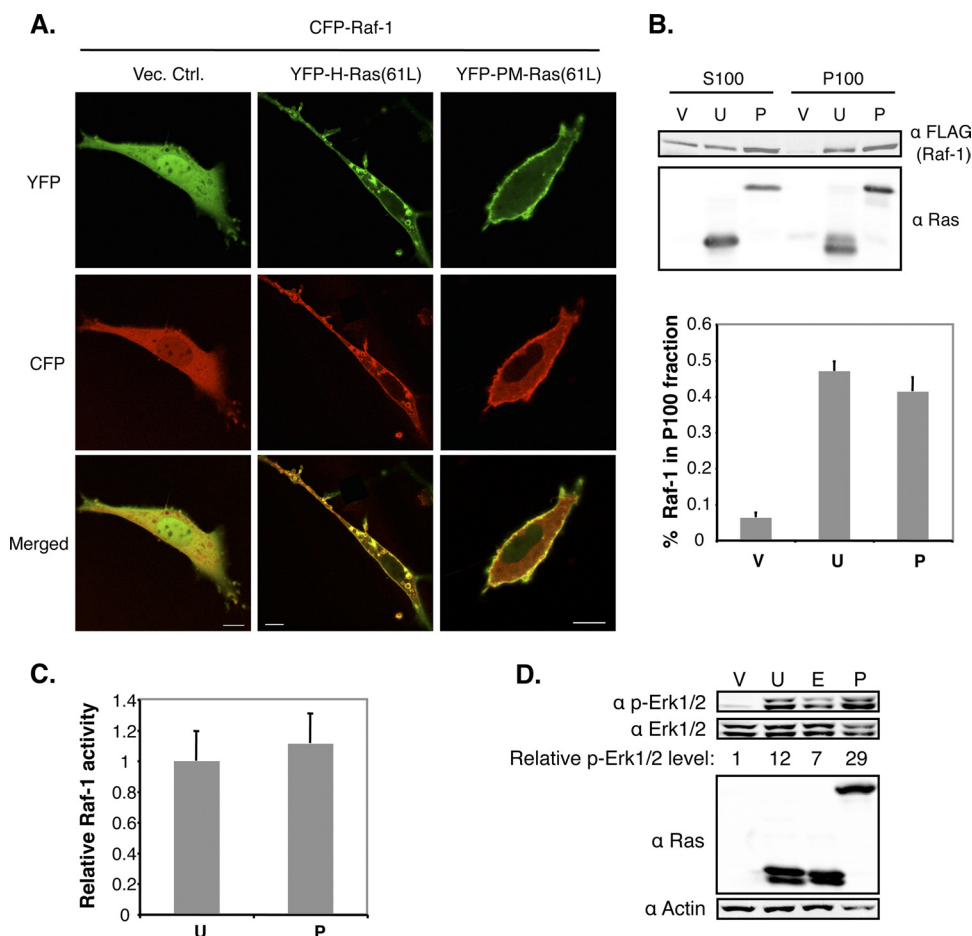 A.
CFP-Raf-1
Vec. Ctrl. YFP-H-Ras(61L) YFP-PM-Ras(61L)
YFP
CFP
Merged
B.
S100 P100
V U P V U P
α FLAG
(Raf-1)
α Ras
% Raf-1 in P100 fraction
0.6
0.5
0.4
0.3
0.2
0.1
0
V U P
C.
Relative Raf-1 activity
1.4
1.2
1
0.8
0.6
0.4
0.2
0
U P
D.
V U E P
α p-Erk1/2
α Erk1/2
Relative p-Erk1/2 level: 1 12 7 29
α Ras
α Actin